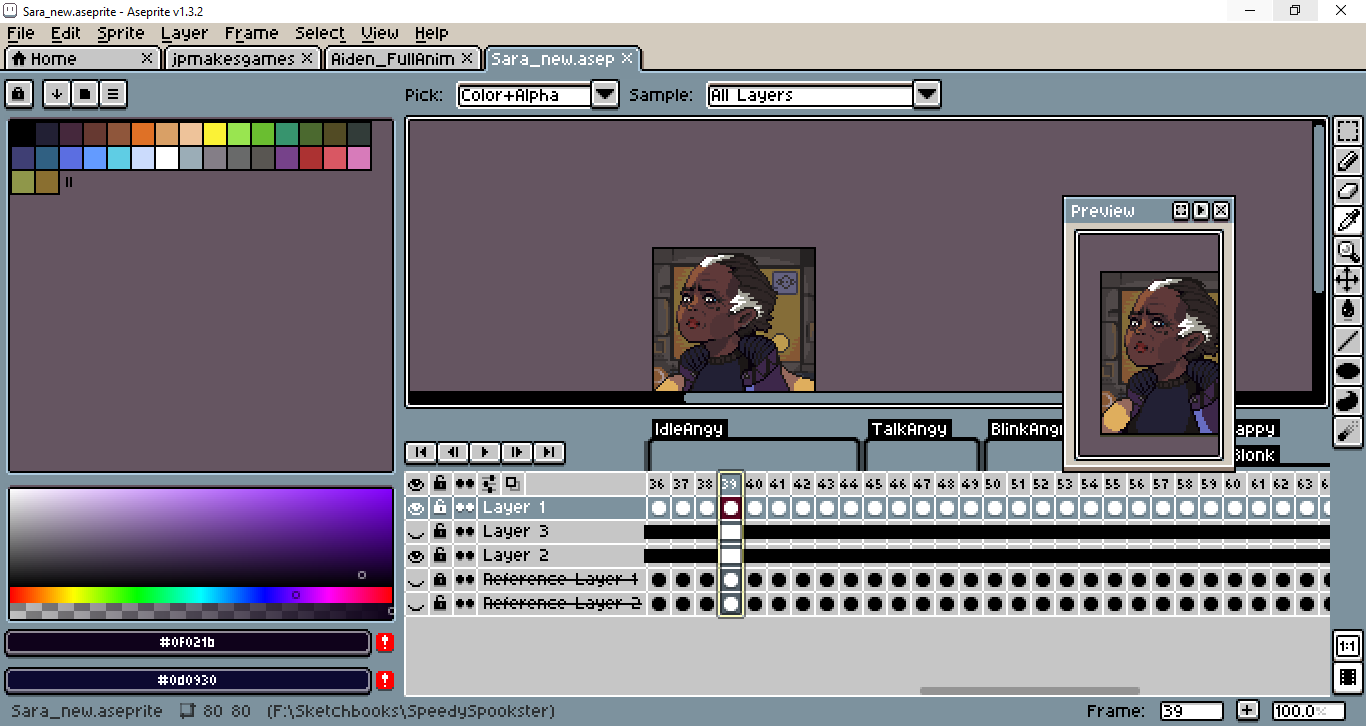 Sara_new.aseprite - Aseprite v1.3.2
File Edit Sprite Layer Frame Select View Help
Home jpmakesgames Aiden_FullAnim Sara_new.asep
Pick: Color+Alpha Sample: All Layers
Preview
IdleAngy TalkAngy BlinkAng appy
Blonk
36 37 38 39 40 41 42 43 44 45 46 47 48 49 50 51 52 53 54 55 56 57 58 59 60 61 62 63
Layer 1
Layer 3
Layer 2
Reference Layer 1
Reference Layer 2
#0f021b
#0d0930
1:1
Sara_new.aseprite 80 80 (F:\Sketchbooks\SpeedySpookster) Frame: 39 + 100.0%